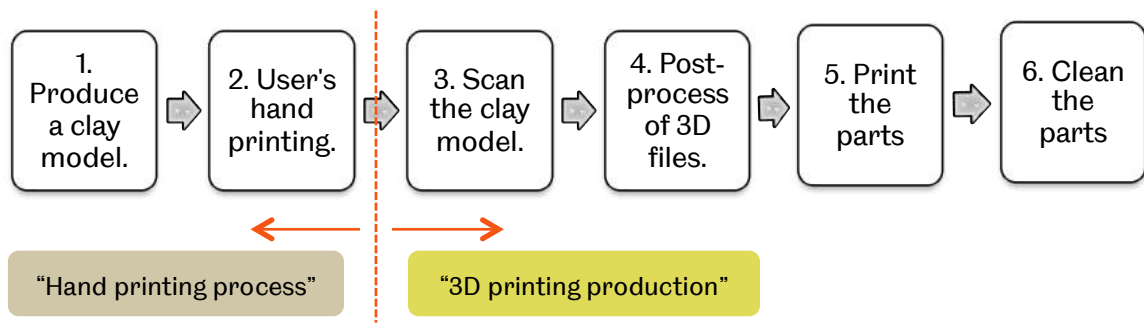 1.
Produce
a clay
model.
2. User's
hand
printing.
3. Scan
the clay
model.
4. Post-
process
of 3D
files.
5. Print
the
parts
6. Clean
the
parts
“Hand printing process”
“3D printing production”